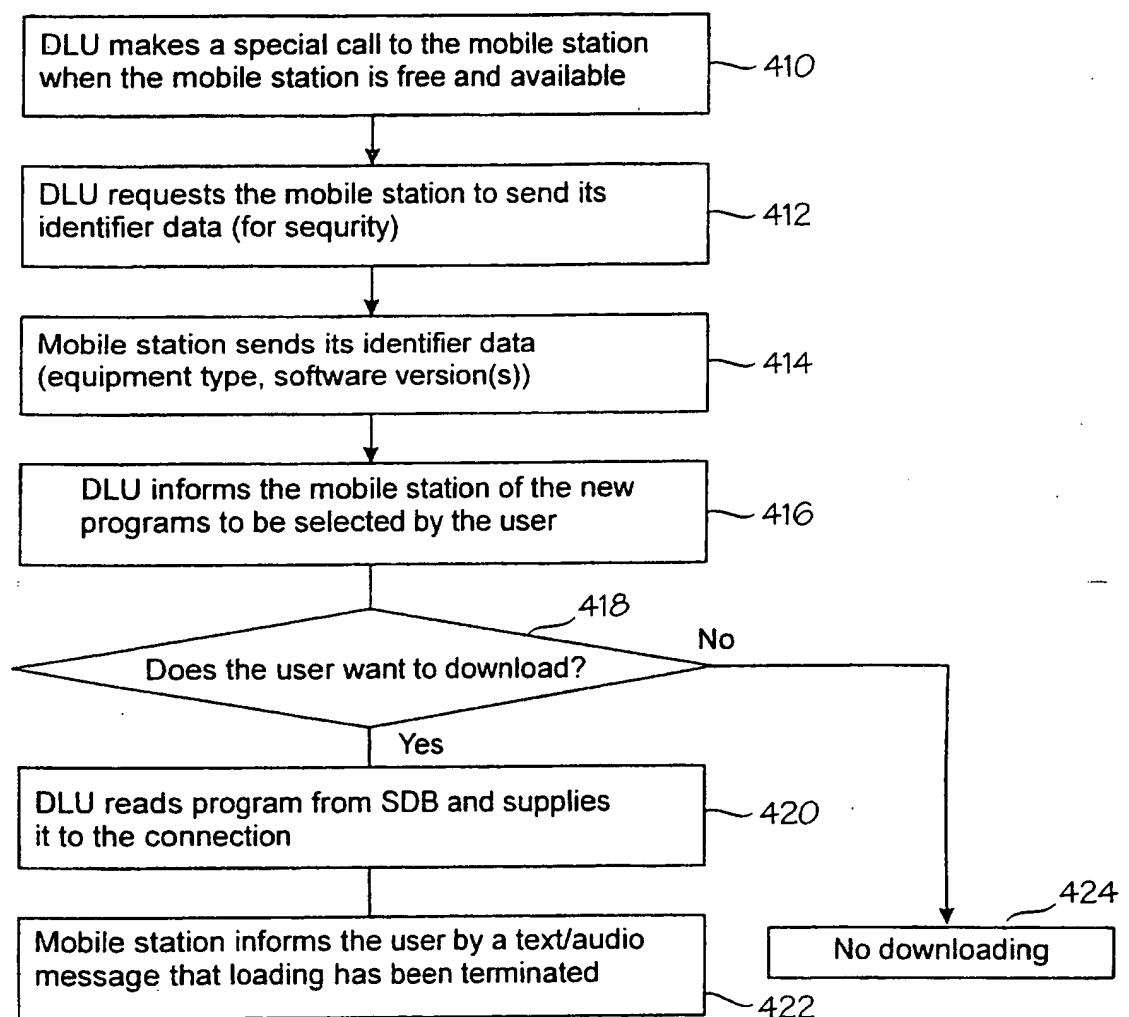 DLU makes a special call to the mobile station
when the mobile station is free and available
410
DLU requests the mobile station to send its
identifier data (for sequrity)
412
Mobile station sends its identifier data
(equipment type, software version(s))
414
DLU informs the mobile station of the new
programs to be selected by the user
416
418
Does the user want to download?
No
Yes
DLU reads program from SDB and supplies
it to the connection
420
Mobile station informs the user by a text/audio
message that loading has been terminated
422
424
No downloading